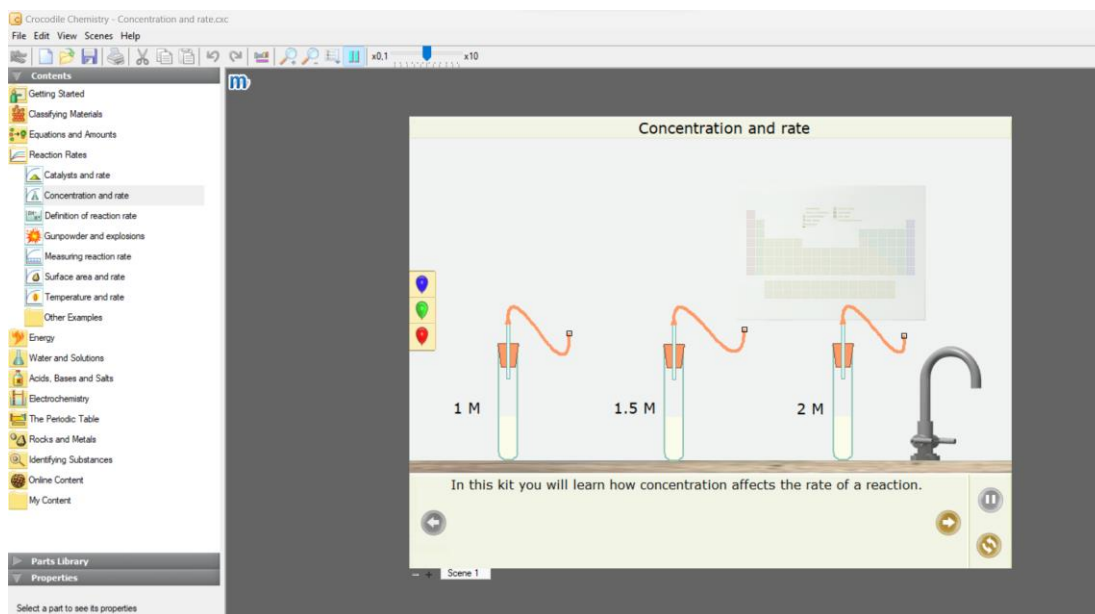 Crocodile Chemistry - Concentration and rate.cxc
File Edit View Scenes Help
x0.1 x10
Contents
Getting Started
Classifying Materials
Equations and Amounts
Reaction Rates
Catalysts and rate
Concentration and rate
Definition of reaction rate
Gunpowder and explosions
Measuring reaction rate
Surface area and rate
Temperature and rate
Other Examples
Energy
Water and Solutions
Acids, Bases and Salts
Electrochemistry
The Periodic Table
Rocks and Metals
Identifying Substances
Online Content
My Content
Parts Library
Properties
Select a part to see its properties
m
Concentration and rate
1 M 1.5 M 2 M
In this kit you will learn how concentration affects the rate of a reaction.
Scene 1